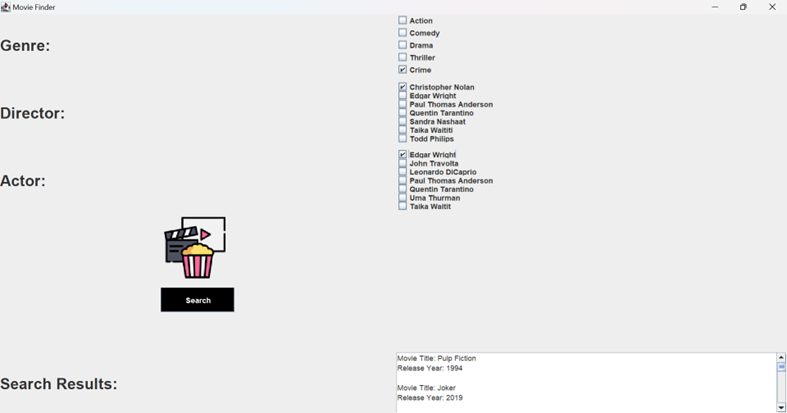 Movie Finder
Genre:
Action
Comedy
Drama
Thriller
Crime
Director:
Christopher Nolan
Edgar Wright
Paul Thomas Anderson
Quentin Tarantino
Sandra Nashaat
Taika Waititi
Todd Philips
Actor:
Edgar Wright
John Travolta
Leonardo DiCaprio
Paul Thomas Anderson
Quentin Tarantino
Uma Thurman
Taika Waitit
Search
Search Results:
Movie Title: Pulp Fiction
Release Year: 1994
Movie Title: Joker
Release Year: 2019